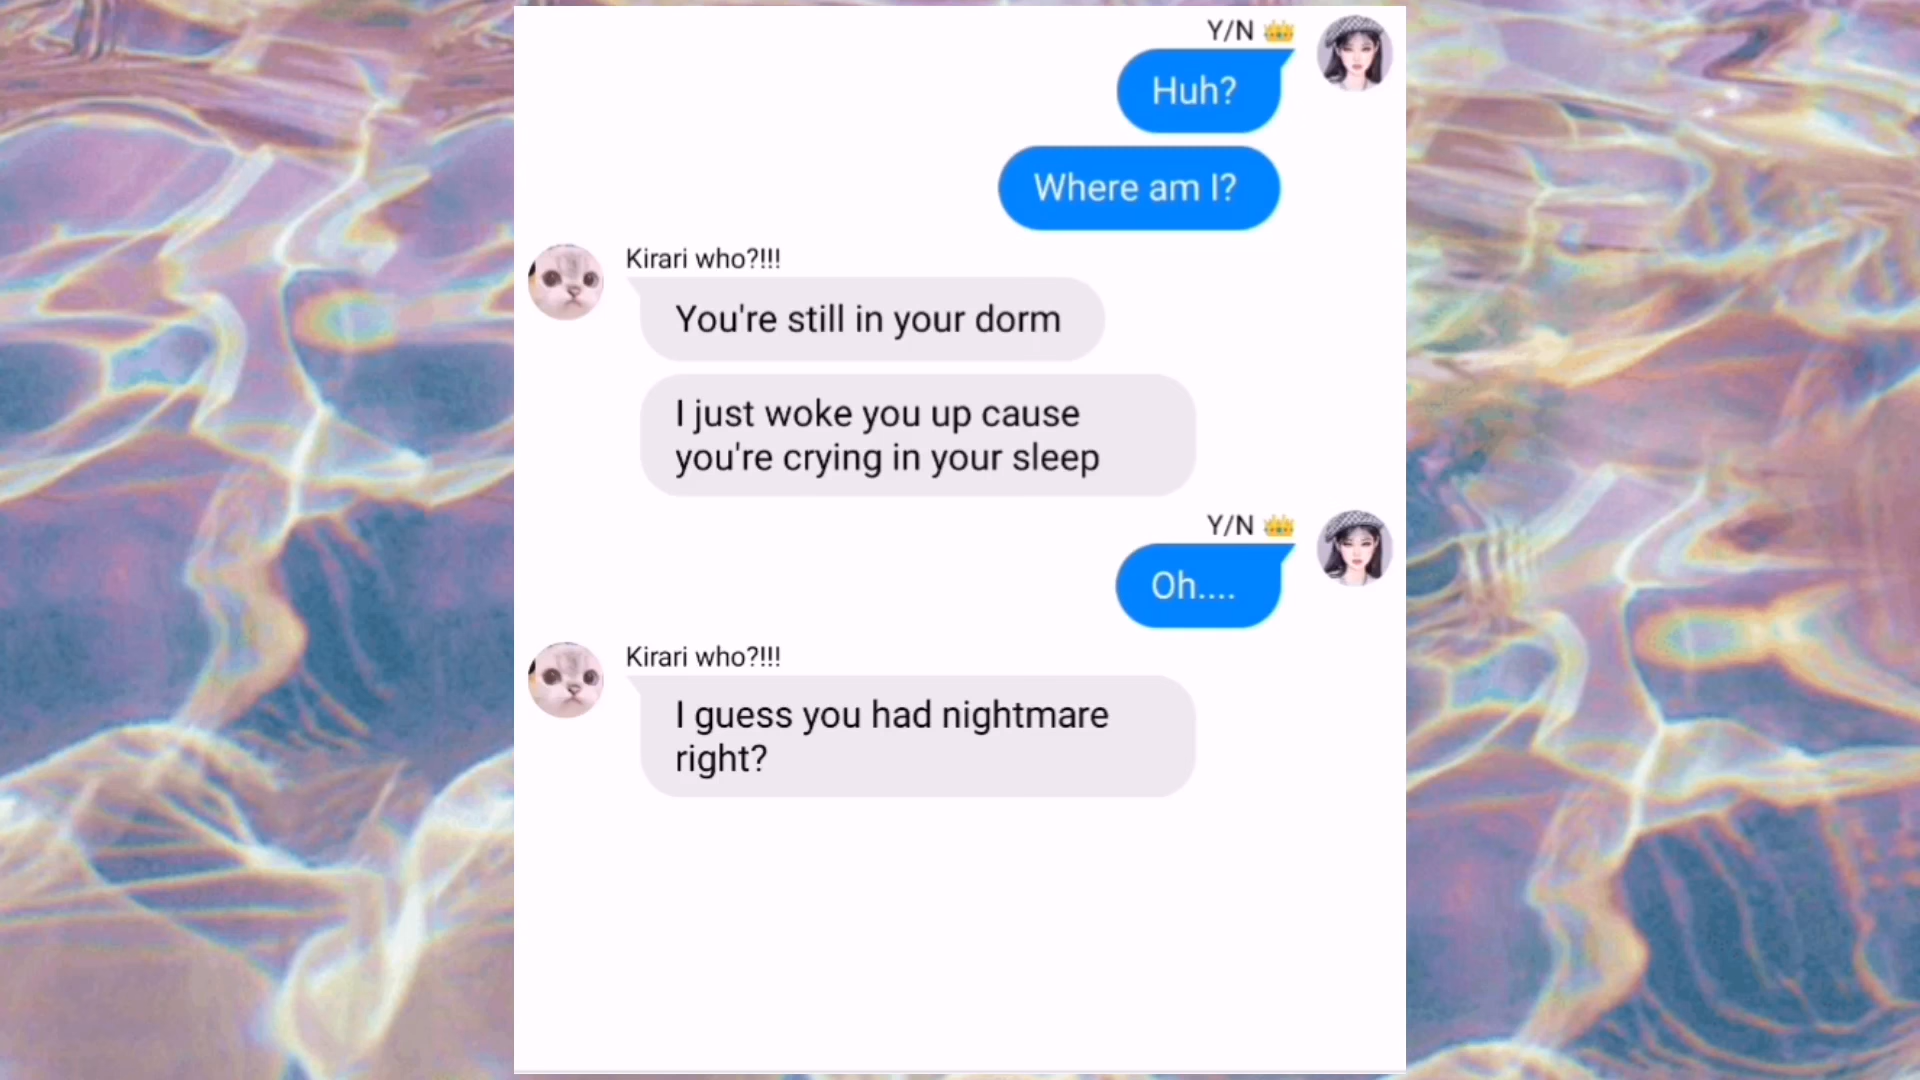 Y/N 👑
Huh?
Where am I?
Kirari who?!!!
You're still in your dorm
I just woke you up cause
you're crying in your sleep
Y/N 👑
Oh....
Kirari who?!!!
I guess you had nightmare
right?